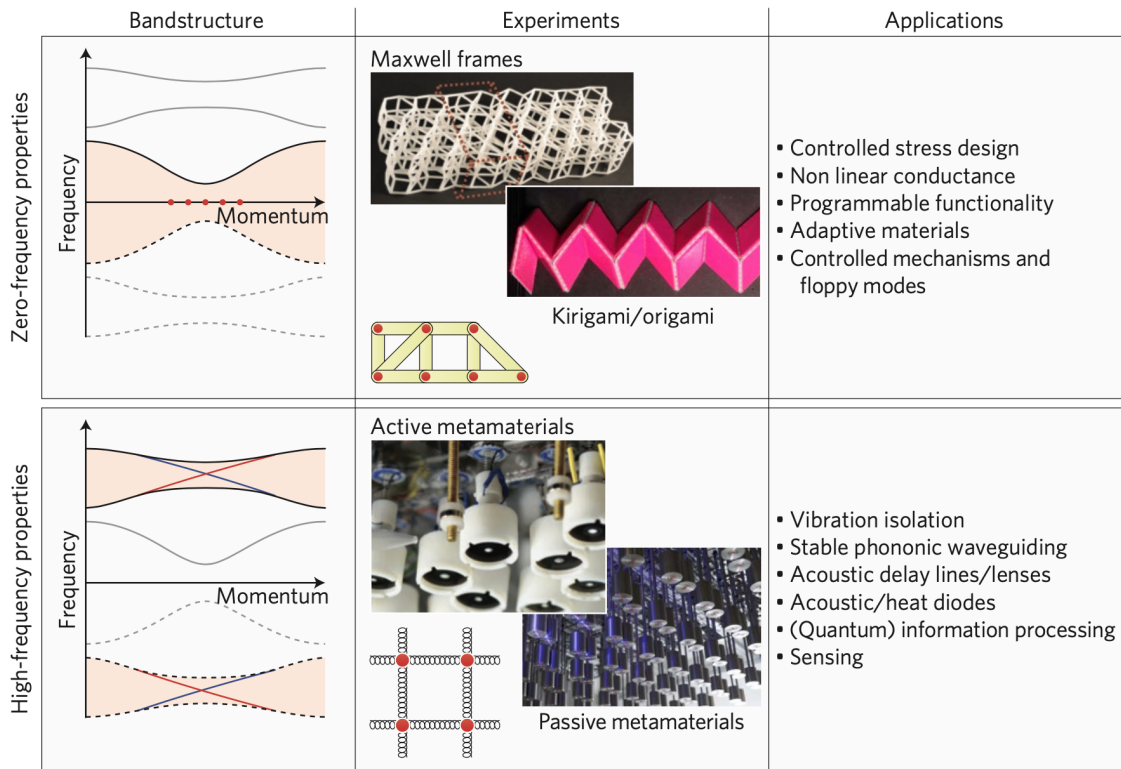 Bandstructure
Experiments
Applications
Zero-frequency properties
Frequency
Momentum
Maxwell frames
Kirigami/origami
• Controlled stress design
• Non linear conductance
• Programmable functionality
• Adaptive materials
• Controlled mechanisms and
floppy modes
High-frequency properties
Frequency
Momentum
Active metamaterials
Passive metamaterials
• Vibration isolation
• Stable phononic waveguiding
• Acoustic delay lines/lenses
• Acoustic/heat diodes
• (Quantum) information processing
• Sensing